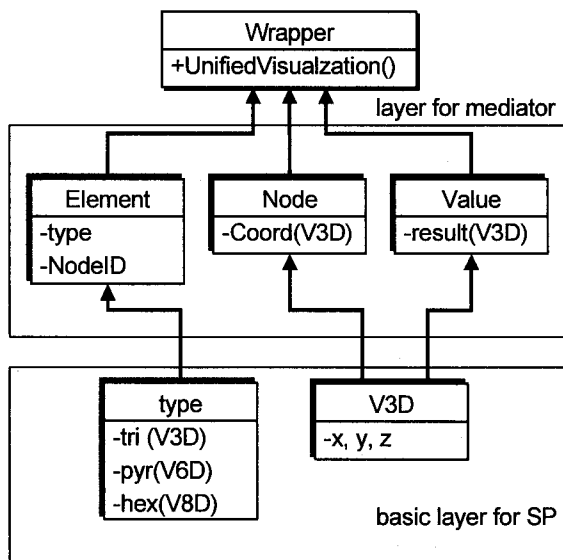 Wrapper
+UnifiedVisualzation()
layer for mediator
Element
-type
-NodeID
Node
-Coord(V3D)
Value
-result(V3D)
type
-tri (V3D)
-pyr(V6D)
-hex(V8D)
V3D
-x, y, z
basic layer for SP